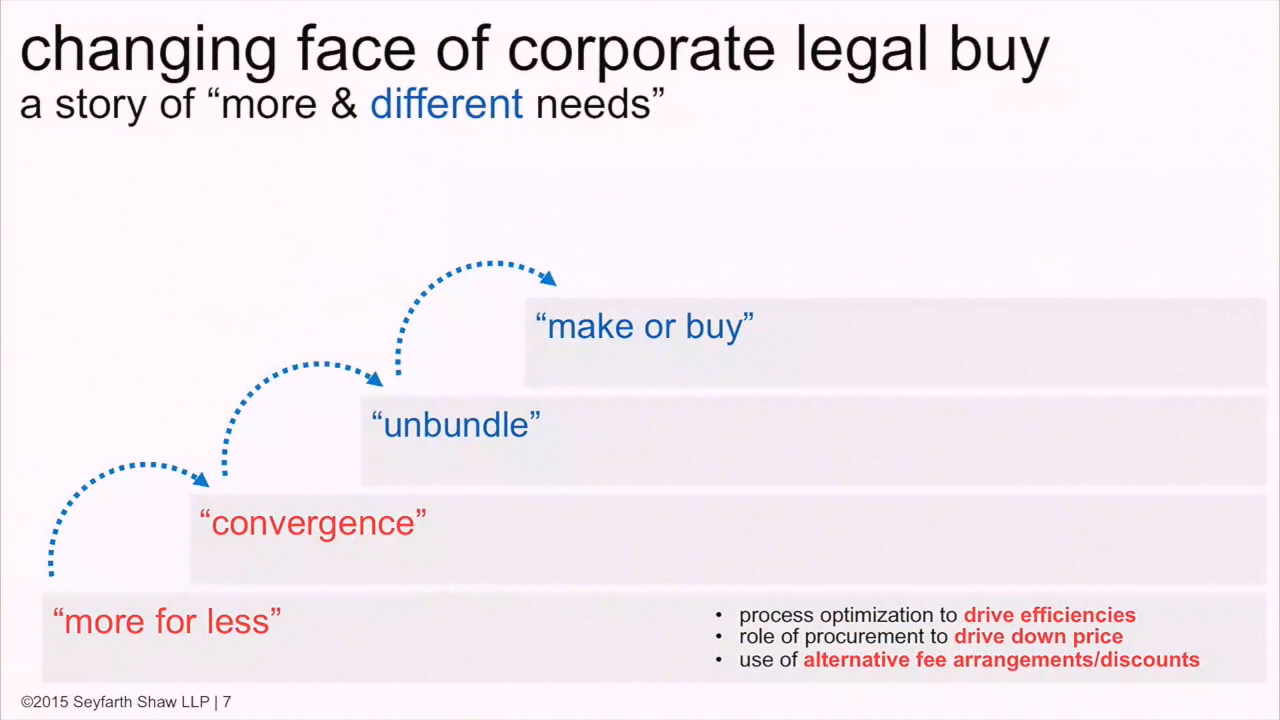 changing face of corporate legal buy
a story of “more & different needs”
“make or buy”
“unbundle”
“convergence”
“more for less”
• process optimization to drive efficiencies
• role of procurement to drive down price
• use of alternative fee arrangements/discounts
©2015 Seyfarth Shaw LLP | 7